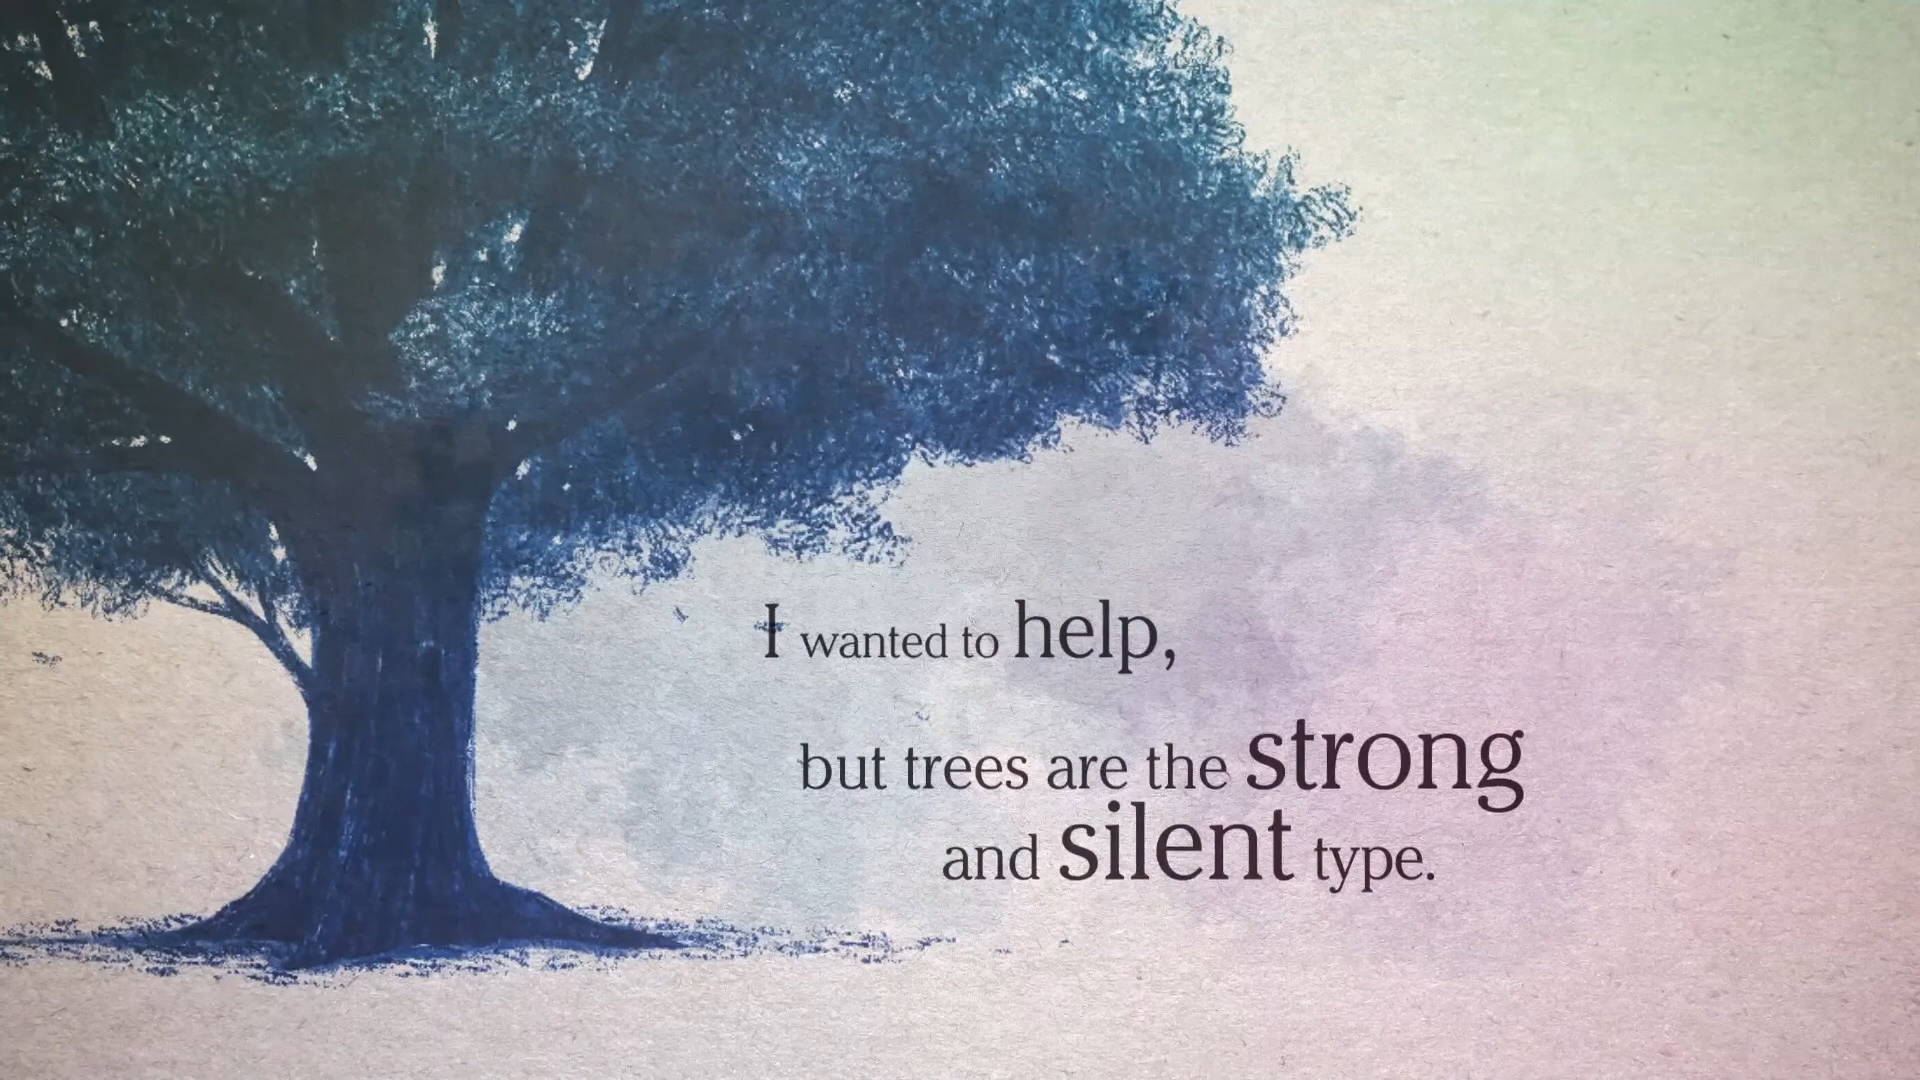 I wanted to help,
but trees are the strong
and silent type.